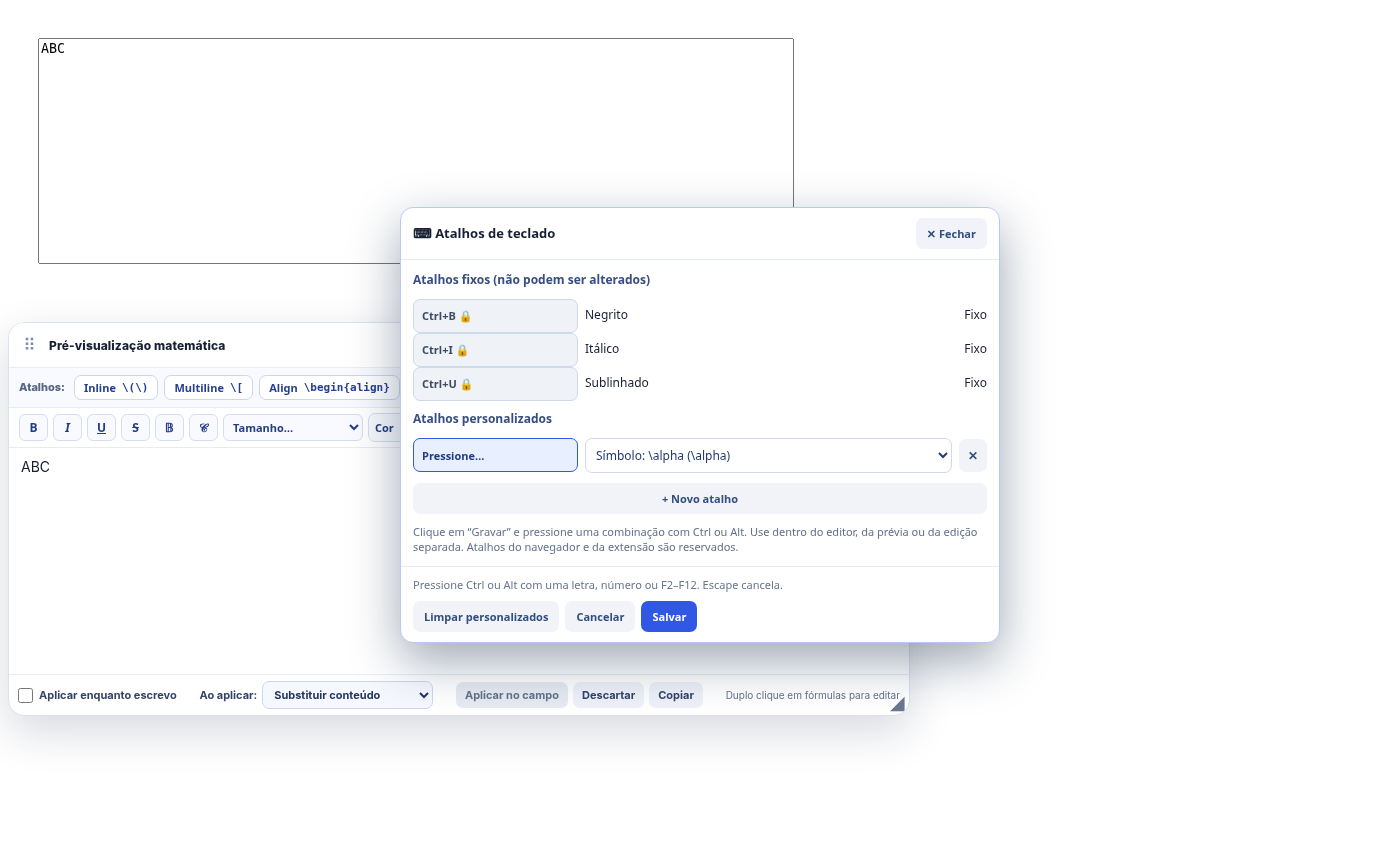 ABC
⌨ Atalhos de teclado
✕ Fechar
Atalhos fixos (não podem ser alterados)
Ctrl+B 🔒 Negrito Fixo
Ctrl+I 🔒 Itálico Fixo
Ctrl+U 🔒 Sublinhado Fixo
Atalhos personalizados
Pressione... Símbolo: \alpha (\alpha) ✕
+ Novo atalho
Clique em “Gravar” e pressione uma combinação com Ctrl ou Alt. Use dentro do editor, da prévia ou da edição
separada. Atalhos do navegador e da extensão são reservados.
Pressione Ctrl ou Alt com uma letra, número ou F2–F12. Escape cancela.
Limpar personalizados Cancelar Salvar
Pré-visualização matemática
Atalhos: Inline \(\) Multiline \[ Align \begin{align}
B I U S 𝔹 𝒞 Tamanho... Cor
ABC
Aplicar enquanto escrevo Ao aplicar: Substituir conteúdo Aplicar no campo Descartar Copiar Duplo clique em fórmulas para editar